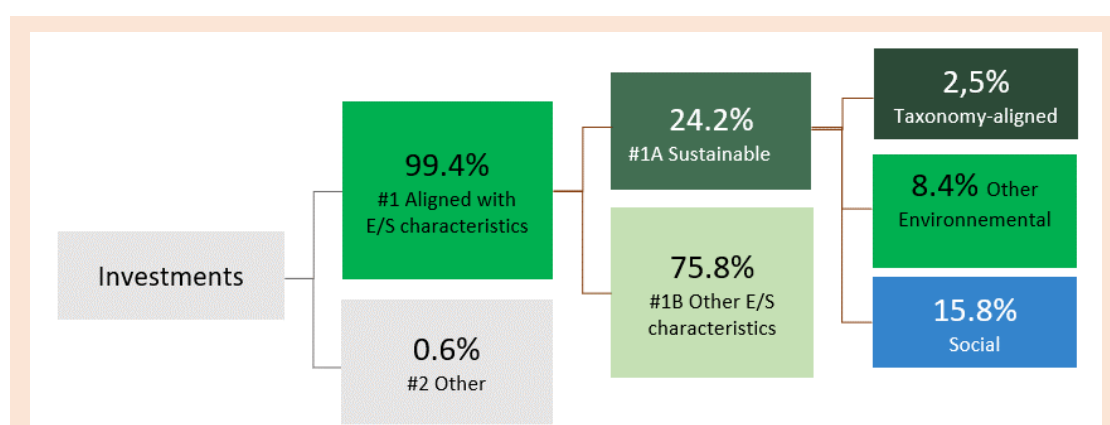 Investments
99.4%
#1 Aligned with
E/S characteristics
0.6%
#2 Other
24.2%
#1A Sustainable
75.8%
#1B Other E/S
characteristics
2,5%
Taxonomy-aligned
8.4% Other
Environnemental
15.8%
Social